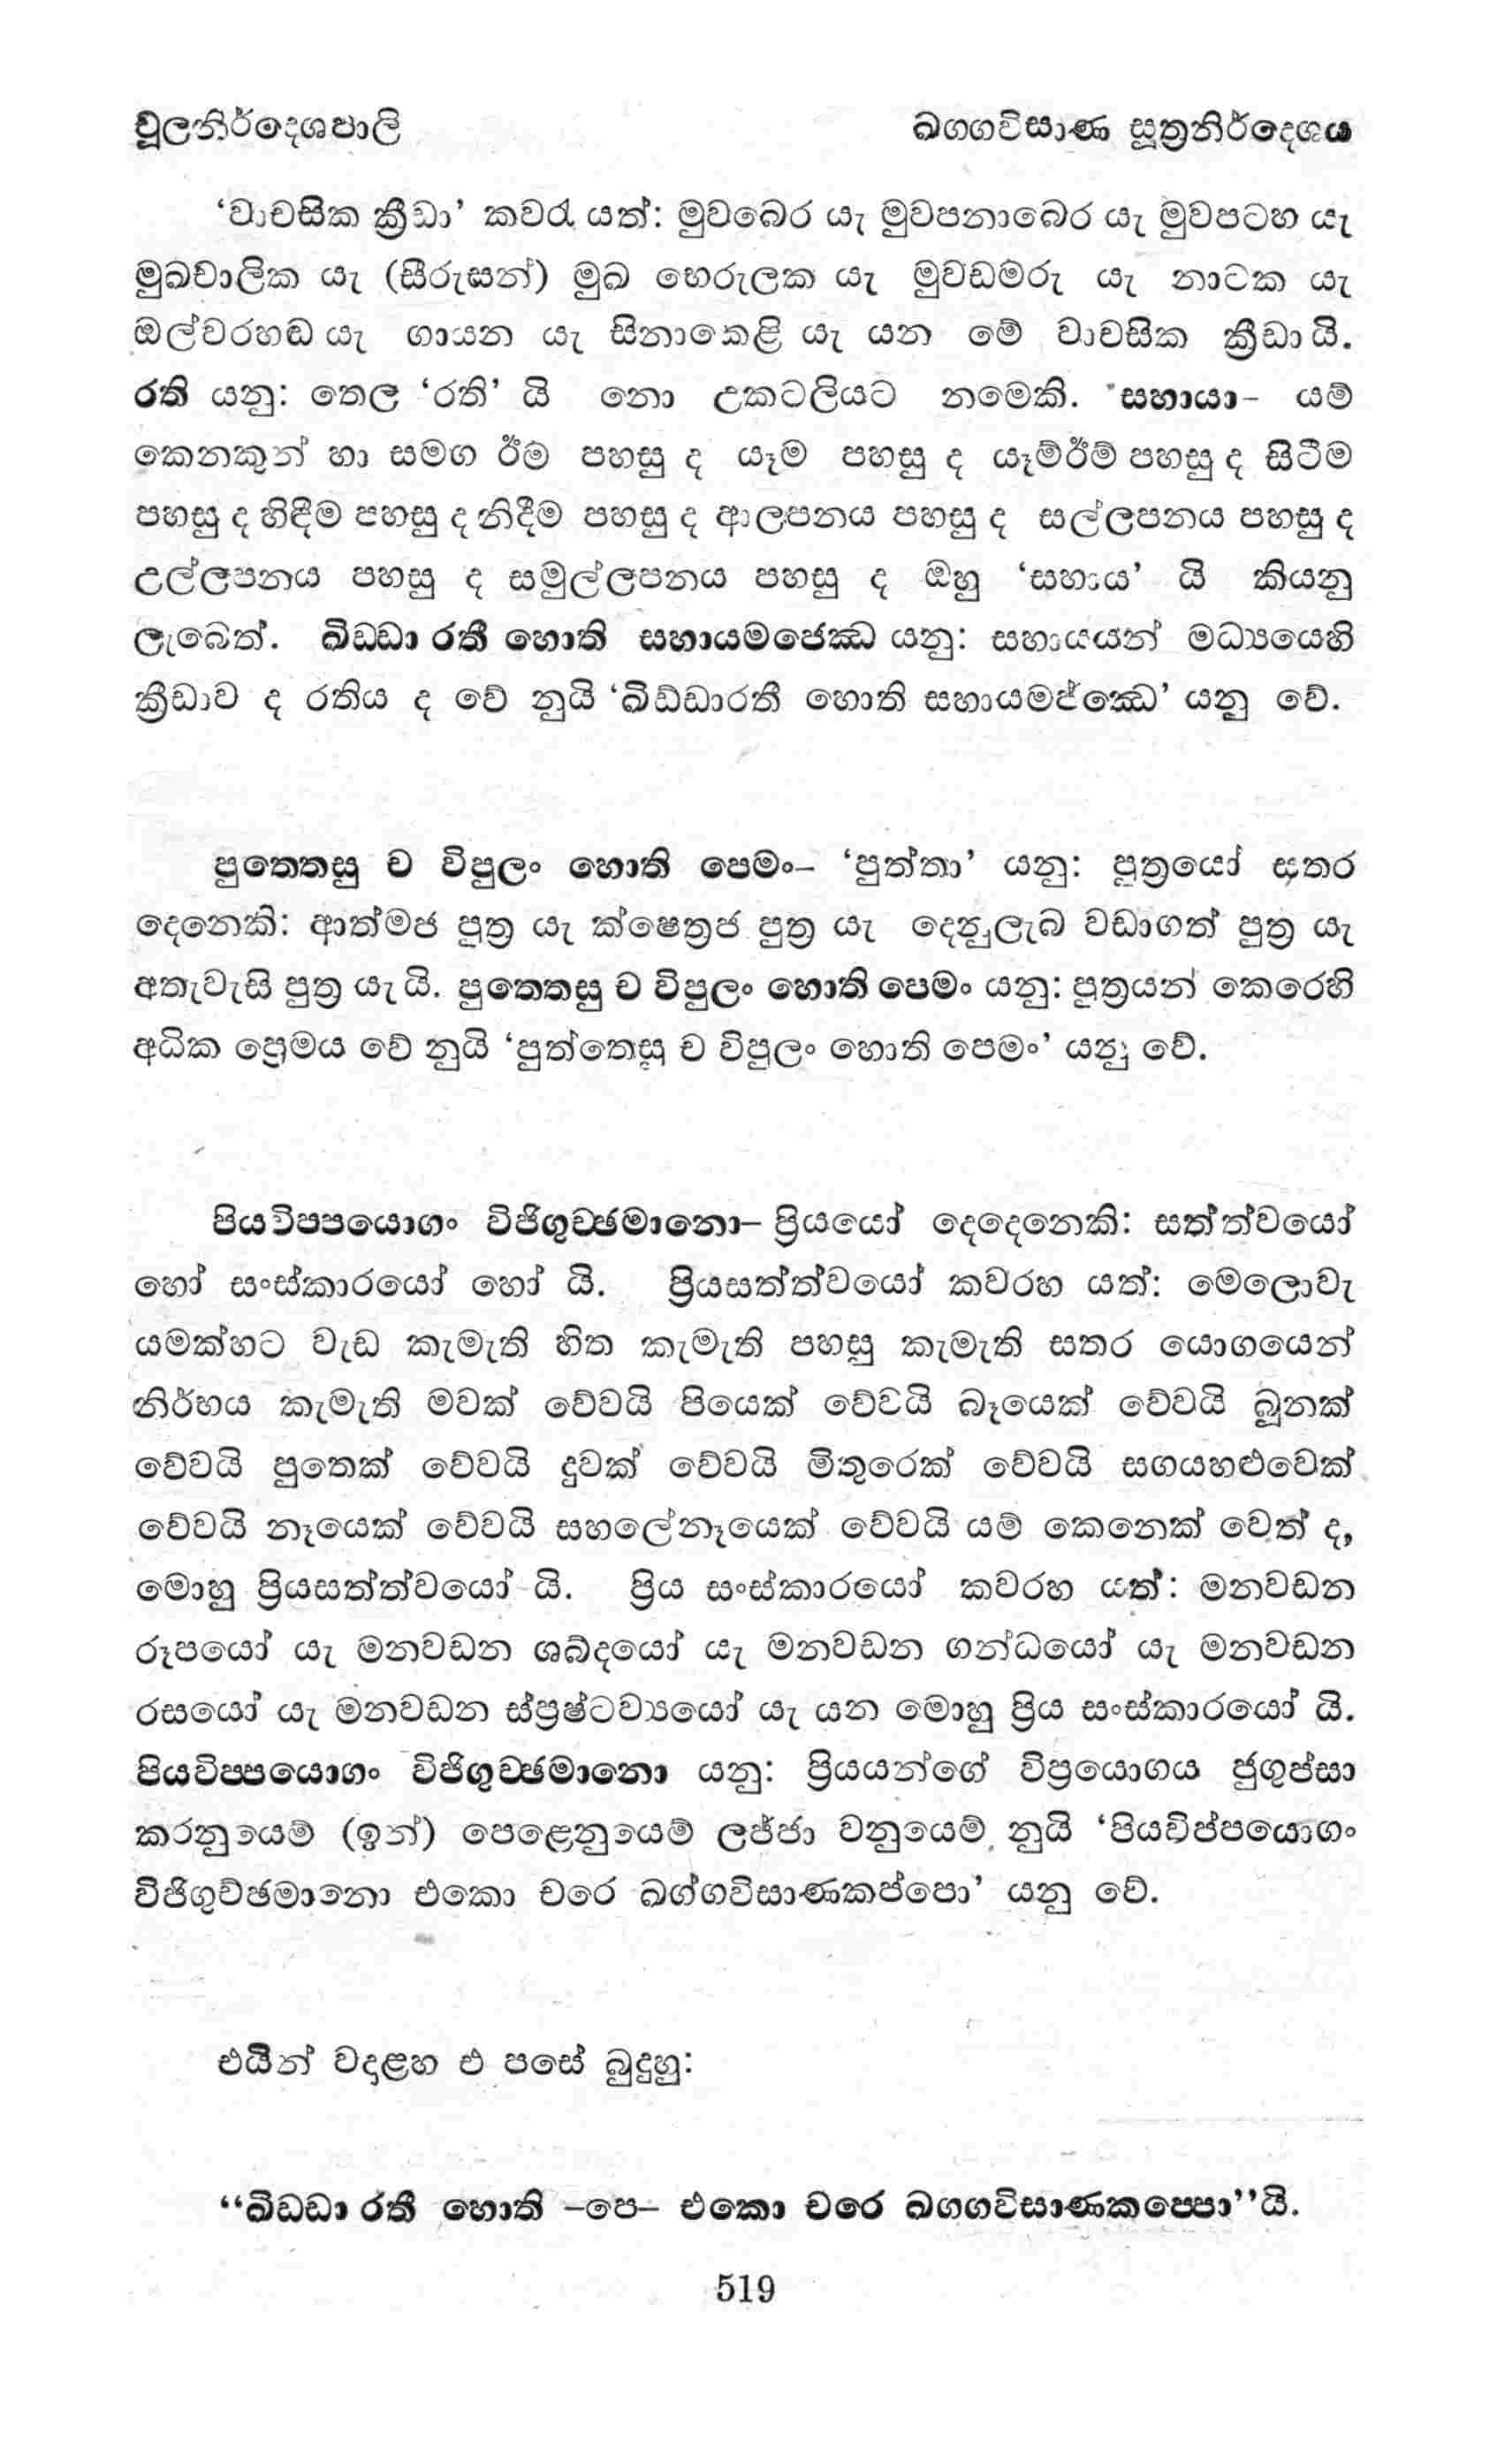 චූලනිර්දෙශපාලි ඛග්ගවිසාණ සූත්‍රනිර්දෙශය
‘වාචසික ක්‍රීඩා’ කවරැ යත්: මුවබෙර යැ මුවපනාබෙර යැ මුවපටහ යැ
මුඛචාලික යැ (සීරුසන්) මුඛ භෙරුලක යැ මුවඩමරු යැ නාටක යැ
ඔල්වරහඬ යැ ගායන යැ සිනාකෙළි යැ යන මේ වාචසික ක්‍රීඩා යි.
රති යනු: තෙල ‘රති’ යි නො උකටලියට නමෙකි. සහායා– යම්
කෙනකුන් හා සමග ඊම පහසු ද යෑම පහසු ද යෑම්ඊම් පහසු ද සිටීම
පහසු ද හිඳීම පහසු ද නිදීම පහසු ද ආලපනය පහසු ද සල්ලපනය පහසු ද
උල්ලපනය පහසු ද සමුල්ලපනය පහසු ද ඔහු ‘සහාය’ යි කියනු
ලැබෙත්. ඛිඩ්ඩා රතී හොති සහායමජ්ඣෙ යනු: සහායයන් මධ්‍යයෙහි
ක්‍රීඩාව ද රතිය ද වේ නුයි ‘ඛිඩ්ඩාරතී හොති සහායමජ්ඣෙ’ යනු වේ.
පුත්තෙසු ච විපුලං හොති පෙමං– ‘පුත්තා’ යනු: පුත්‍රයෝ සතර
දෙනෙකි: ආත්මජ පුත්‍ර යැ ක්ෂෙත්‍රජ පුත්‍ර යැ දෙනුලැබ වඩාගත් පුත්‍ර යැ
අතැවැසි පුත්‍ර යැ යි. පුත්තෙසු ච විපුලං හොති පෙමං යනු: පුත්‍රයන් කෙරෙහි
අධික ප්‍රෙමය වේ නුයි ‘පුත්තෙසු ච විපුලං හොති පෙමං’ යනු වේ.
පියවිප්පයොගං විජිගුච්ඡමානො– ප්‍රියයෝ දෙදෙනෙකි: සත්ත්වයෝ
හෝ සංස්කාරයෝ හෝ යි. ප්‍රියසත්ත්වයෝ කවරහ යත්: මෙලොවැ
යමක්හට වැඩ කැමැති හිත කැමැති පහසු කැමැති සතර යොගයෙන්
නිර්භය කැමැති මවක් වේවයි පියෙක් වේවයි බෑයෙක් වේවයි බූනක්
වේවයි පුතෙක් වේවයි දුවක් වේවයි මිතුරෙක් වේවයි සගයහළුවෙක්
වේවයි නෑයෙක් වේවයි සහලේනෑයෙක් වේවයි යම් කෙනෙක් වෙත් ද,
මොහු ප්‍රියසත්ත්වයෝ යි. ප්‍රිය සංස්කාරයෝ කවරහ යත්: මනවඩන
රූපයෝ යැ මනවඩන ශබ්දයෝ යැ මනවඩන ගන්ධයෝ යැ මනවඩන
රසයෝ යැ මනවඩන ස්ප්‍රෂ්ටව්‍යයෝ යැ යන මොහු ප්‍රිය සංස්කාරයෝ යි.
පියවිප්පයොගං විජිගුච්ඡමානො යනු: ප්‍රියයන්ගේ විප්‍රයොගය ජුගුප්සා
කරනුයෙම් (ඉන්) පෙළෙනුයෙම් ලජ්ජා වනුයෙම් නුයි ‘පියවිප්පයොගං
විජිගුච්ඡමානො එකො චරෙ ඛග්ගවිසාණකප්පො’ යනු වේ.
එයින් වදාළහ එ පසේ බුදුහු:
“ඛිඩ්ඩා රතී හොති –පෙ– එකො චරෙ ඛග්ගවිසාණකප්පො”යි.
519